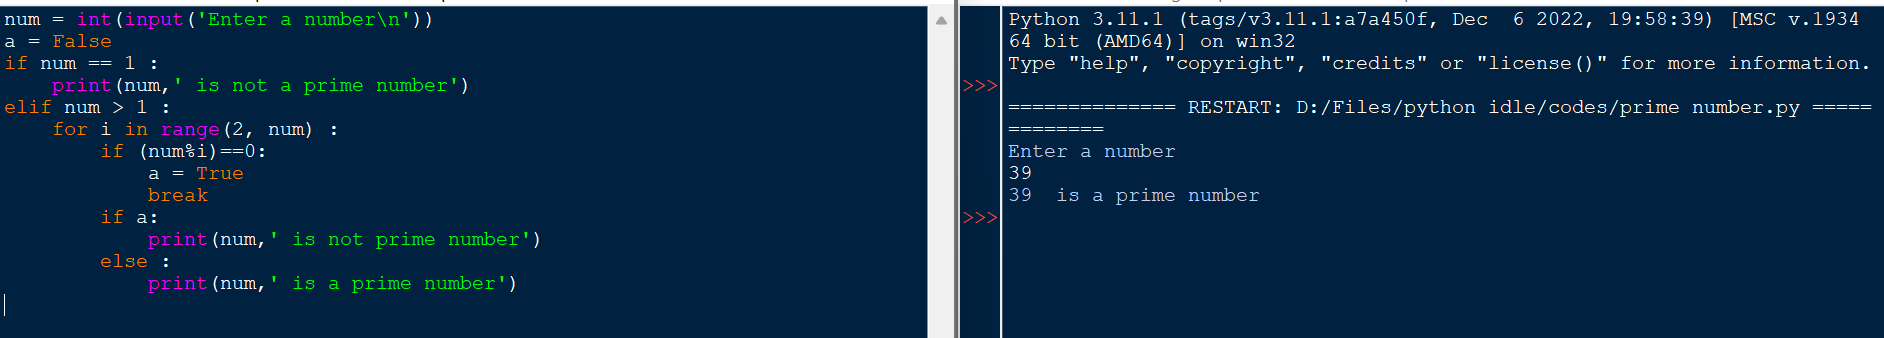 num = int(input('Enter a number\n'))
a = False
if num == 1 :
    print(num,' is not a prime number')
elif num > 1 :
    for i in range(2, num) :
        if (num%i)==0:
            a = True
            break
        if a:
            print(num,' is not prime number')
        else :
            print(num,' is a prime number')
Python 3.11.1 (tags/v3.11.1:a7a450f, Dec  6 2022, 19:58:39) [MSC v.1934
64 bit (AMD64)] on win32
Type "help", "copyright", "credits" or "license()" for more information.
>>>
============== RESTART: D:/Files/python idle/codes/prime number.py =====
========
Enter a number
39
39  is a prime number
>>>